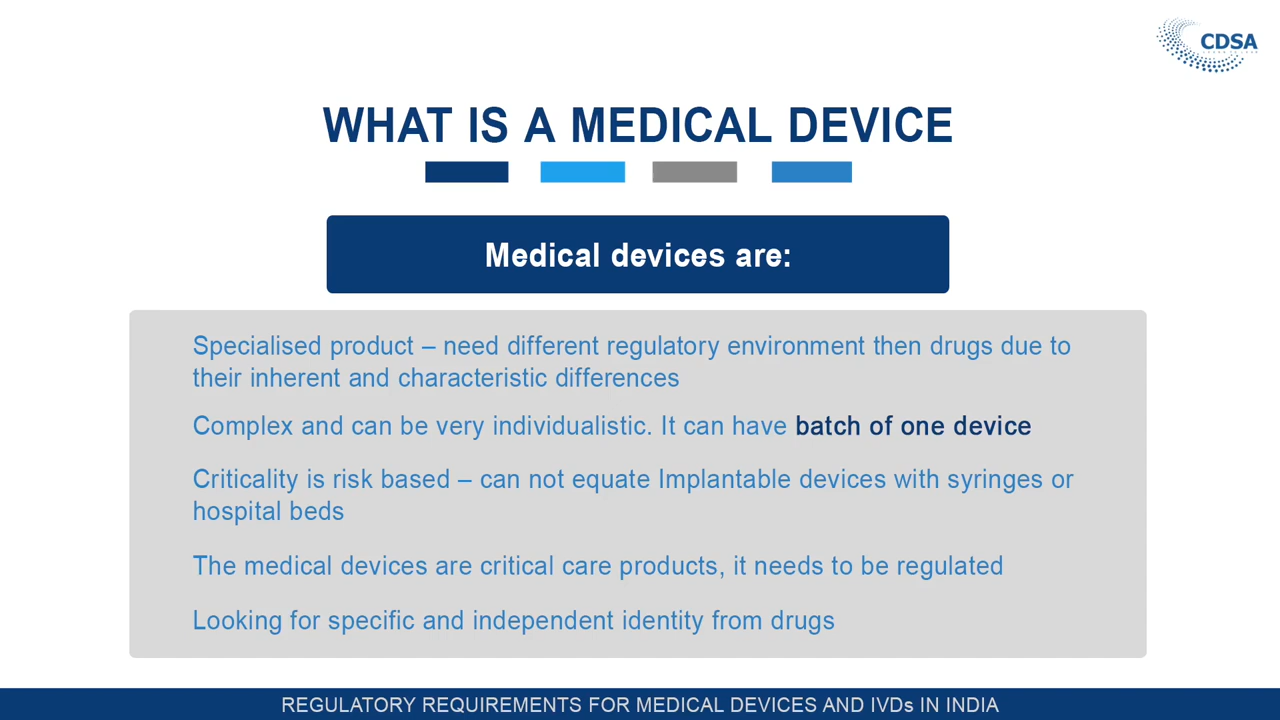 CDSA
WHAT IS A MEDICAL DEVICE
Medical devices are:
Specialised product – need different regulatory environment then drugs due to
their inherent and characteristic differences
Complex and can be very individualistic. It can have batch of one device
Criticality is risk based – can not equate Implantable devices with syringes or
hospital beds
The medical devices are critical care products, it needs to be regulated
Looking for specific and independent identity from drugs
REGULATORY REQUIREMENTS FOR MEDICAL DEVICES AND IVDs IN INDIA